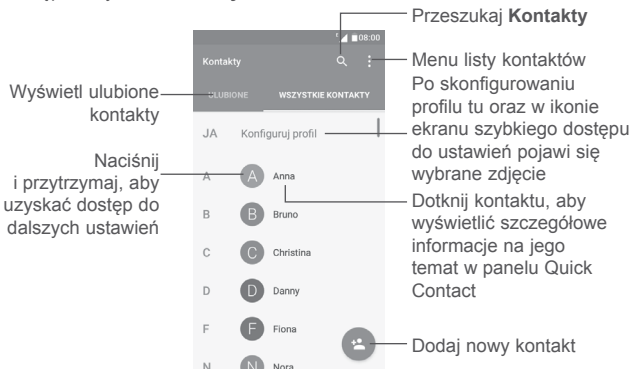 Przeszukaj Kontakty
08:00
Kontakty
Menu listy kontaktów
Po skonfigurowaniu
profilu tu oraz w ikonie
ekranu szybkiego dostępu
do ustawień pojawi się
wybrane zdjęcie
Wyświetl ulubione
kontakty
ULUBIONE WSZYSTKIE KONTAKTY
JA Konfiguruj profil
Naciśnij
i przytrzymaj, aby
uzyskać dostęp do
dalszych ustawień
A A Anna
B B Bruno
C C Christina
D D Danny
F F Fiona
N N Nora
Dotknij kontaktu, aby
wyświetlić szczegółowe
informacje na jego
temat w panelu Quick
Contact
Dodaj nowy kontakt